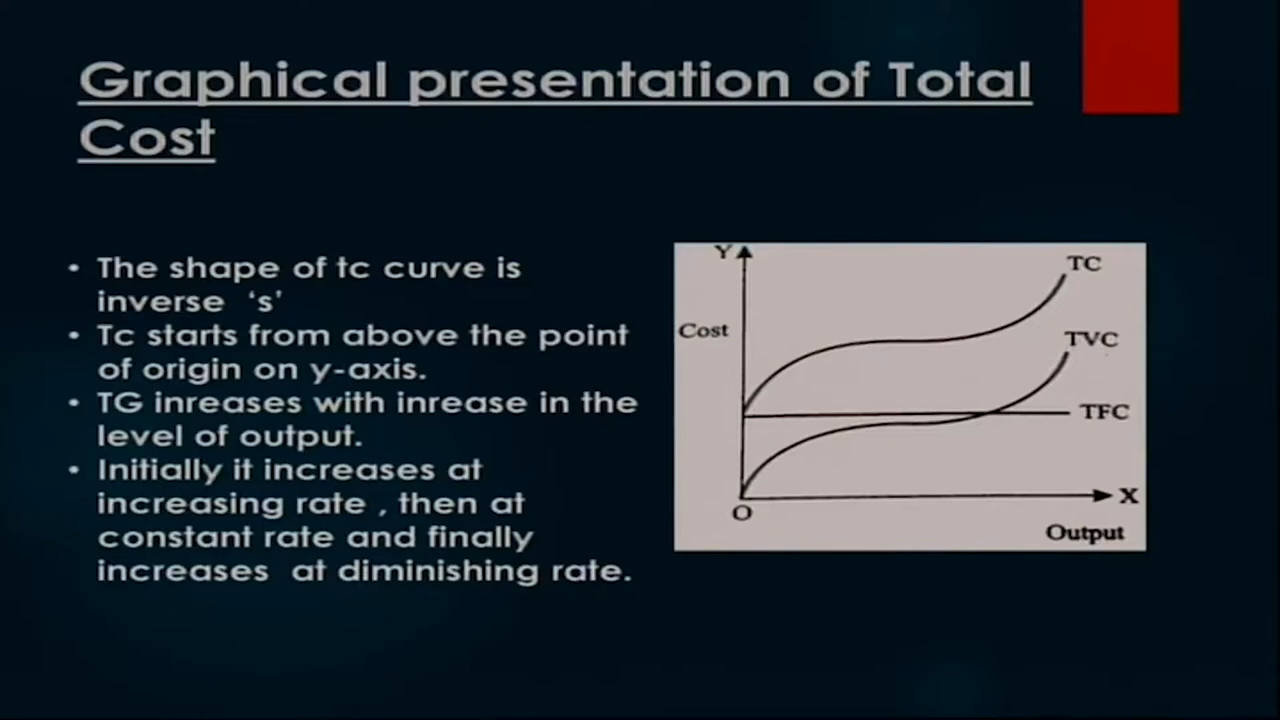 Graphical presentation of Total
Cost
• The shape of tc curve is
inverse 's'
• Tc starts from above the point
of origin on y-axis.
• TG inreases with inrease in the
level of output.
• Initially it increases at
increasing rate , then at
constant rate and finally
increases at diminishing rate.
Y
TC
Cost
TVC
TFC
X
O
Output